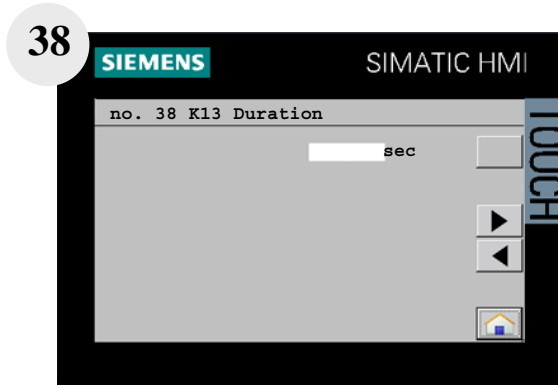 38
SIEMENS
SIMATIC HMI
no. 38 K13 Duration
sec
TOUCH